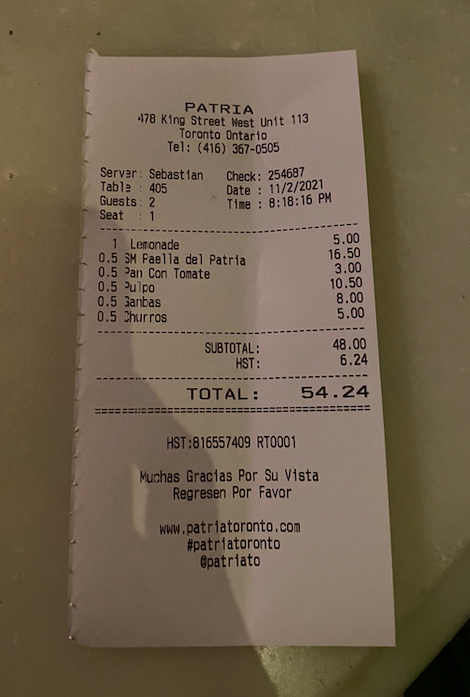 PATRIA
478 King Street West Unit 113
Toronto Ontario
Tel: (416) 367-0505
Server: Sebastian Check: 254687
Table : 405 Date : 11/2/2021
Guests: 2 Time : 8:18:16 PM
Seat : 1
1 Lemonade 5.00
0.5 SM Paella del Patria 16.50
0.5 Pan Con Tomate 3.00
0.5 Pulpo 10.50
0.5 Gambas 8.00
0.5 Churros 5.00
SUBTOTAL: 48.00
HST: 6.24
TOTAL: 54.24
HST:816557409 RT0001
Muchas Gracias Por Su Vista
Regresen Por Favor
www.patriatoronto.com
#patriatoronto
@patriato